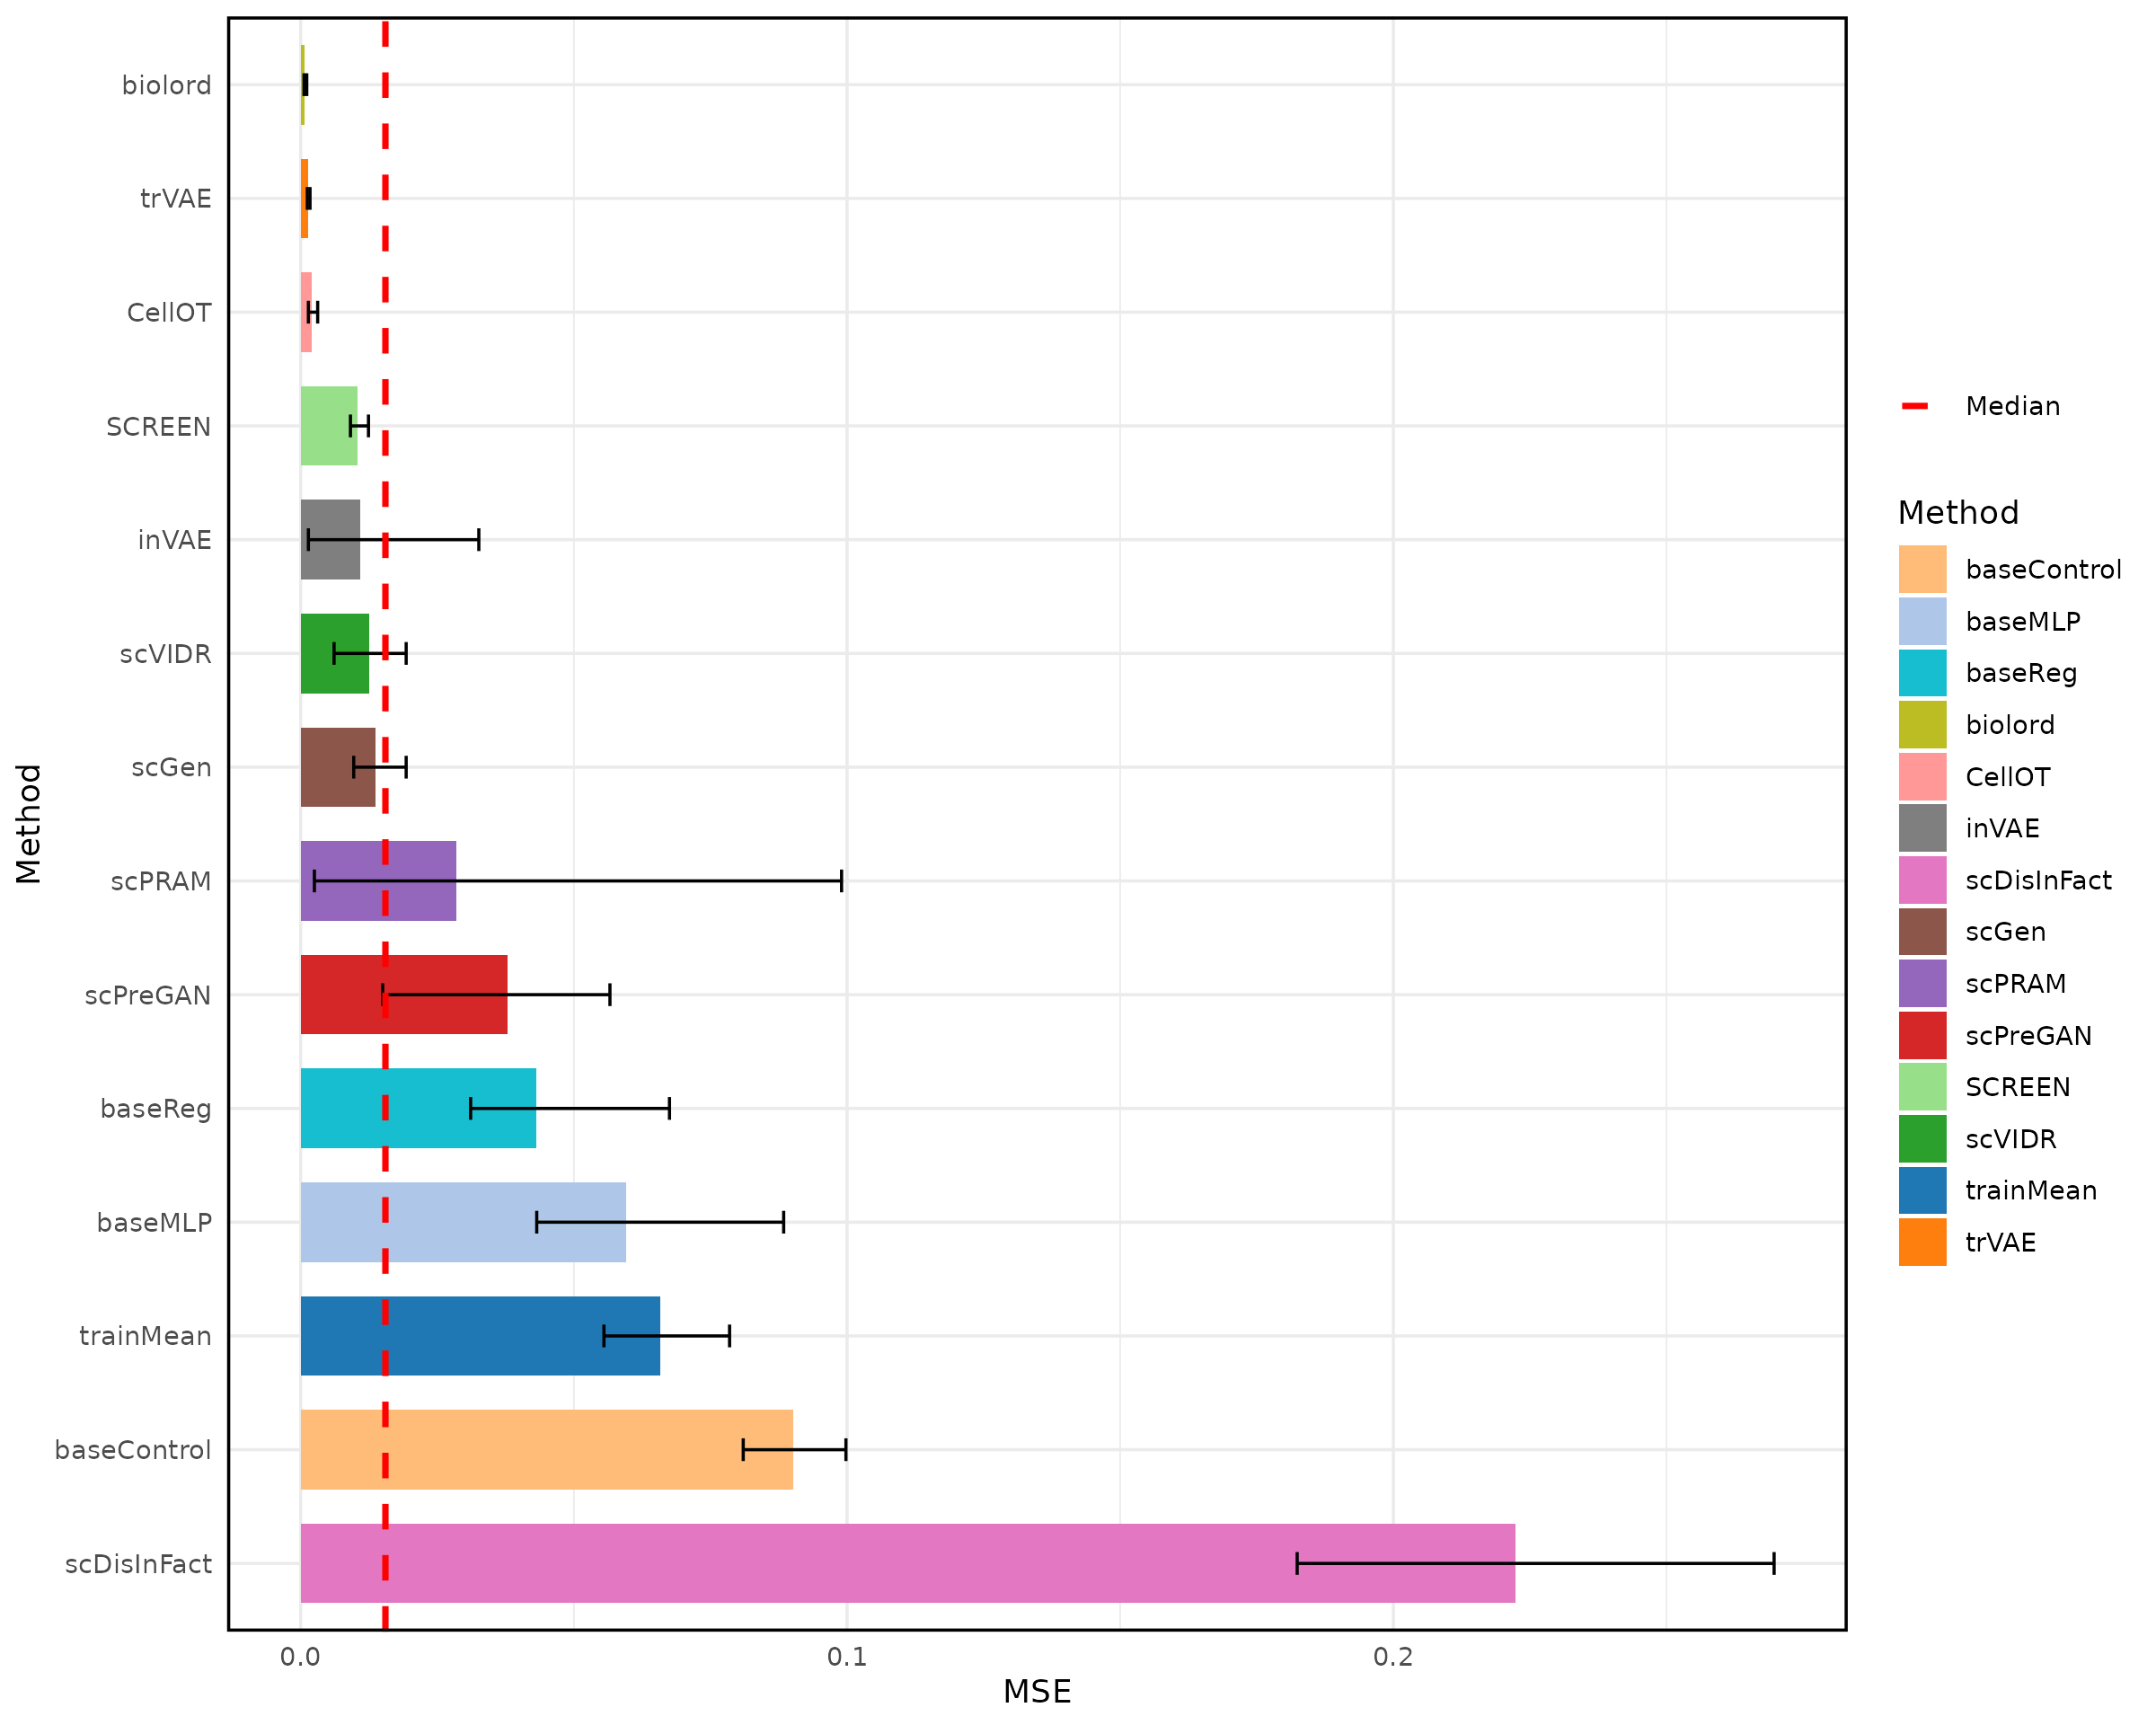 biolord
trVAE
CellOT
SCREEN
inVAE
scVIDR
scGen
scPRAM
scPreGAN
baseReg
baseMLP
trainMean
baseControl
scDisInFact
Method
0.0 0.1 0.2
MSE
Median
Method
baseControl
baseMLP
baseReg
biolord
CellOT
inVAE
scDisInFact
scGen
scPRAM
scPreGAN
SCREEN
scVIDR
trainMean
trVAE